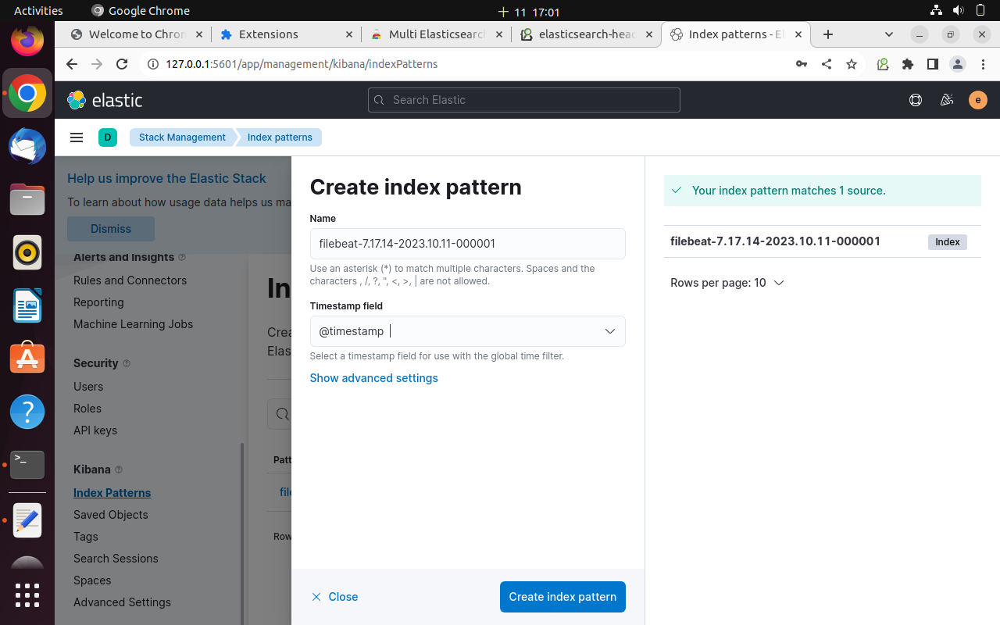 Activities
Google Chrome
11 17:01
Welcome to Chrom
Extensions
Multi Elasticsearch
elasticsearch-head
Index patterns - El
127.0.0.1:5601/app/management/kibana/indexPatterns
elastic
Search Elastic
e
D
Stack Management
Index patterns
Help us improve the Elastic Stack
To learn about how usage data helps us ma
Dismiss
Alerts and Insights
Rules and Connectors
Reporting
Machine Learning Jobs
Security
Users
Roles
API keys
Kibana
Index Patterns
Saved Objects
Tags
Search Sessions
Spaces
Advanced Settings
In
Crea
Elas
Patt
file
Row
Create index pattern
Name
filebeat-7.17.14-2023.10.11-000001
Use an asterisk (*) to match multiple characters. Spaces and the
characters , /, ?, ", <, >, | are not allowed.
Timestamp field
@timestamp
Select a timestamp field for use with the global time filter.
Show advanced settings
Close
Create index pattern
Your index pattern matches 1 source.
filebeat-7.17.14-2023.10.11-000001
Index
Rows per page: 10